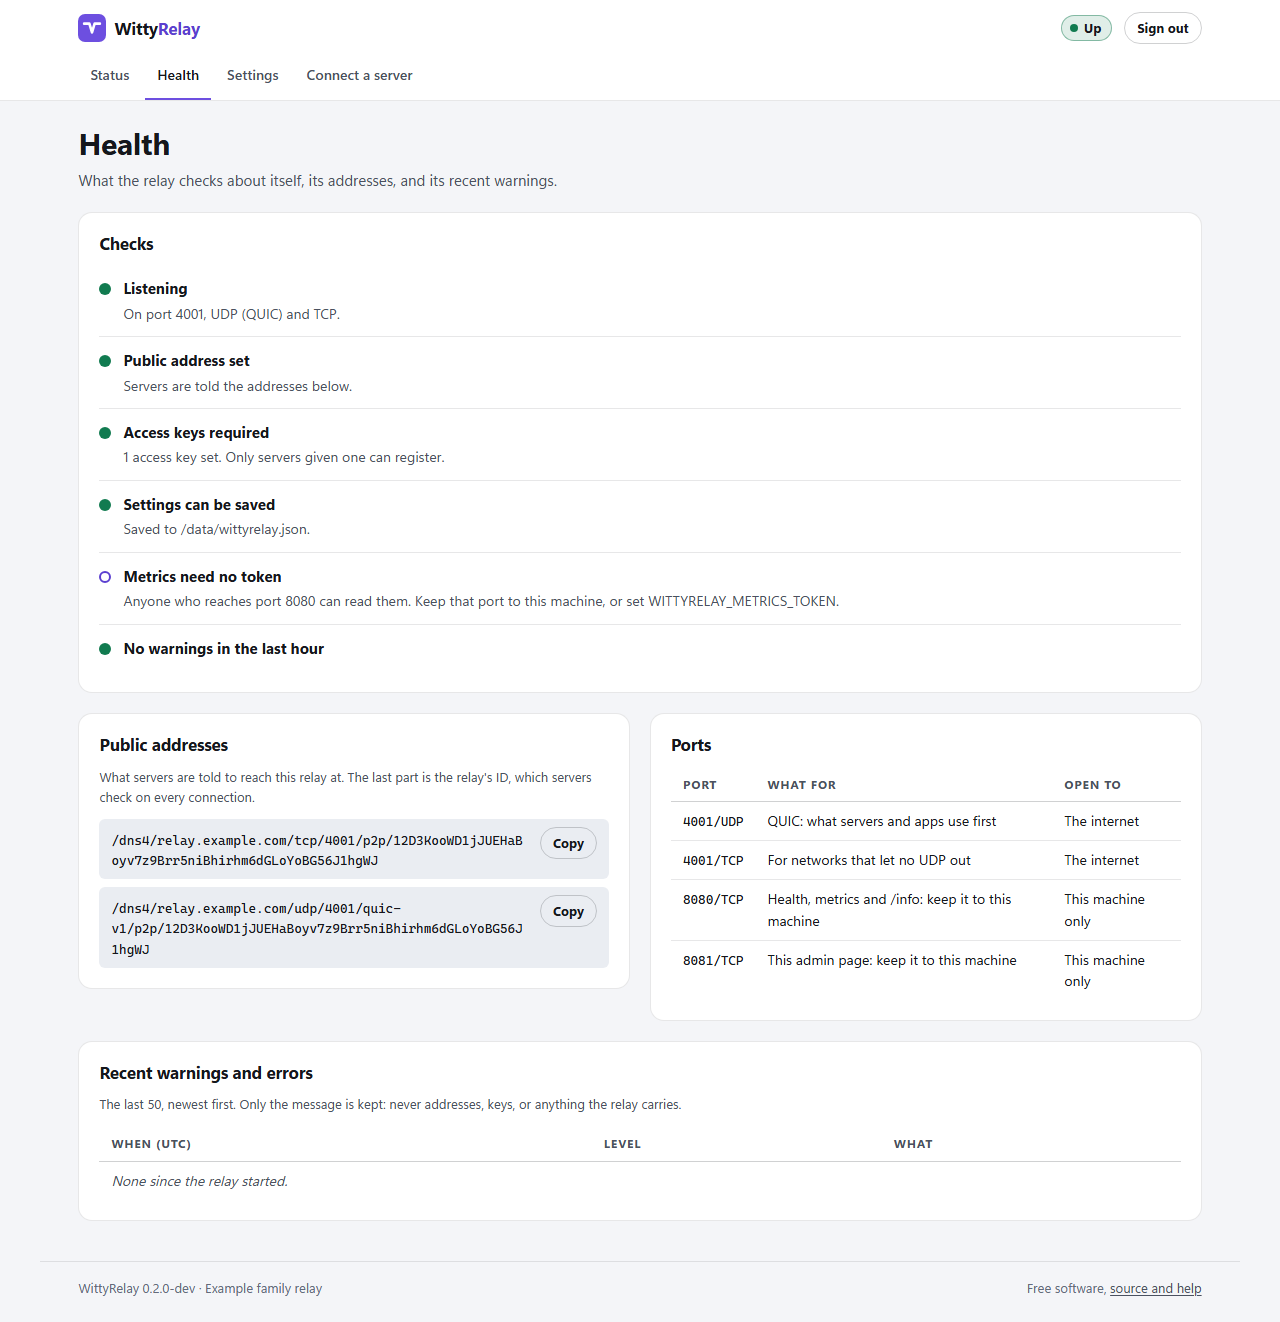 WittyRelay
Up
Sign out
Status
Health
Settings
Connect a server
Health
What the relay checks about itself, its addresses, and its recent warnings.
Checks
Listening
On port 4001, UDP (QUIC) and TCP.
Public address set
Servers are told the addresses below.
Access keys required
1 access key set. Only servers given one can register.
Settings can be saved
Saved to /data/wittyrelay.json.
Metrics need no token
Anyone who reaches port 8080 can read them. Keep that port to this machine, or set WITTYRELAY_METRICS_TOKEN.
No warnings in the last hour
Public addresses
What servers are told to reach this relay at. The last part is the relay's ID, which servers
check on every connection.
/dns4/relay.example.com/tcp/4001/p2p/12D3KooWD1jJUEHaB
oyv7z9Brr5niBhirhm6dGLoYoBG56J1hgWJ
Copy
/dns4/relay.example.com/udp/4001/quic-
v1/p2p/12D3KooWD1jJUEHaBoyv7z9Brr5niBhirhm6dGLoYoBG56J
1hgWJ
Copy
Ports
PORT WHAT FOR OPEN TO
4001/UDP QUIC: what servers and apps use first The internet
4001/TCP For networks that let no UDP out The internet
8080/TCP Health, metrics and /info: keep it to this This machine
machine only
8081/TCP This admin page: keep it to this machine This machine
only
Recent warnings and errors
The last 50, newest first. Only the message is kept: never addresses, keys, or anything the relay carries.
WHEN (UTC) LEVEL WHAT
None since the relay started.
WittyRelay 0.2.0-dev · Example family relay
Free software, source and help